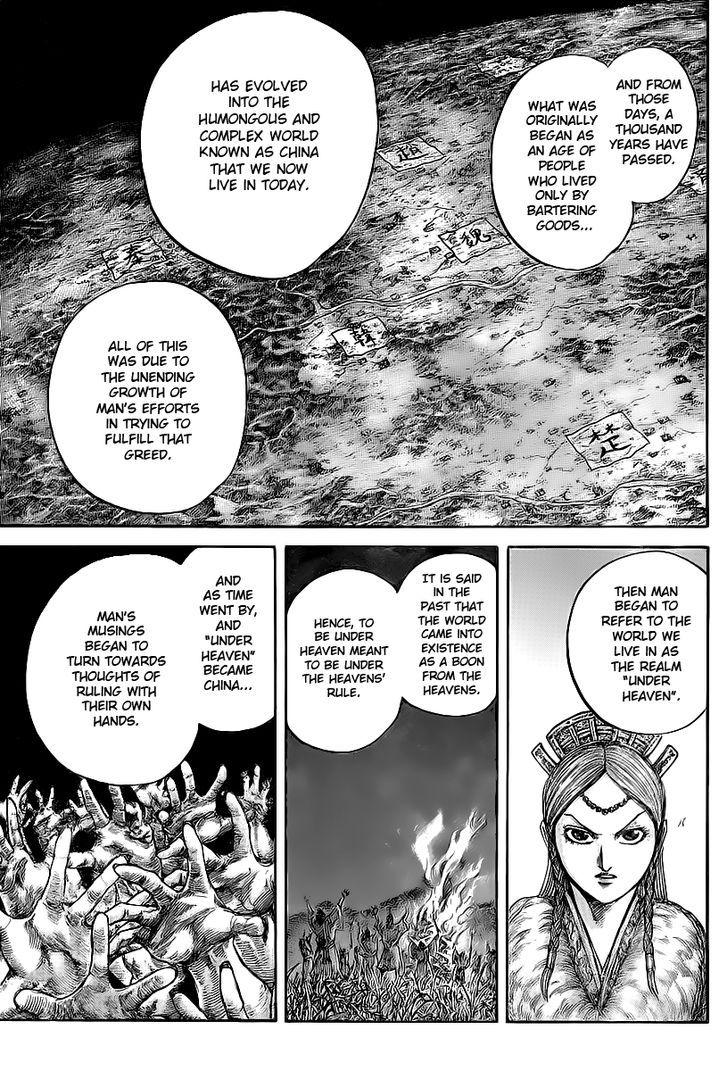 AND FROM
THOSE
DAYS, A
THOUSAND
YEARS HAVE
PASSED.
WHAT WAS
ORIGINALLY
BEGAN AS
AN AGE OF
PEOPLE
WHO LIVED
ONLY BY
BARTERING
GOODS...
HAS EVOLVED
INTO THE
HUMONGOUS AND
COMPLEX WORLD
KNOWN AS CHINA
THAT WE NOW
LIVE IN TODAY.
趙
魏
秦
韓
楚
ALL OF THIS
WAS DUE TO
THE UNENDING
GROWTH OF
MAN'S EFFORTS
IN TRYING TO
FULFILL THAT
GREED.
THEN MAN
BEGAN TO
REFER TO THE
WORLD WE
LIVE IN AS
THE REALM
"UNDER
HEAVEN".
IT IS SAID
IN THE
PAST THAT
THE WORLD
CAME INTO
EXISTENCE
AS A BOON
FROM THE
HEAVENS.
HENCE, TO
BE UNDER
HEAVEN MEANT
TO BE UNDER
THE HEAVENS'
RULE.
AND
AS TIME
WENT BY,
AND
"UNDER
HEAVEN"
BECAME
CHINA...
MAN'S
MUSINGS
BEGAN TO
TURN TOWARDS
THOUGHTS OF
RULING WITH
THEIR OWN
HANDS.